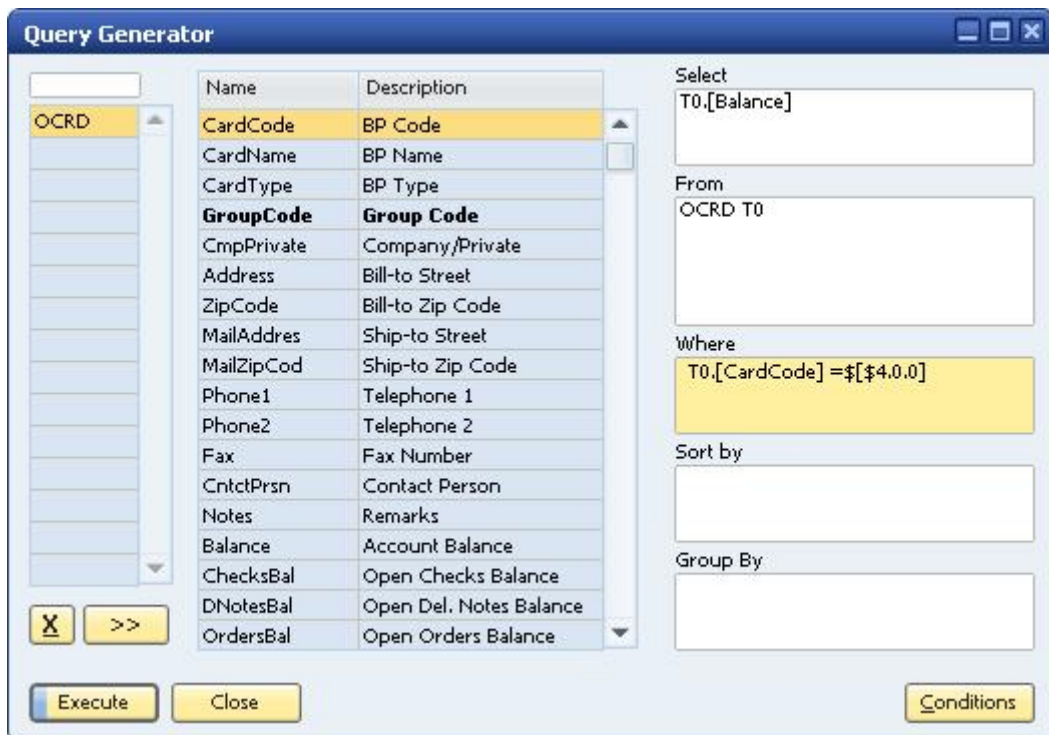 Query Generator
OCRD
Name Description
CardCode BP Code
CardName BP Name
CardType BP Type
GroupCode Group Code
CmpPrivate Company/Private
Address Bill-to Street
ZipCode Bill-to Zip Code
MailAddres Ship-to Street
MailZipCod Ship-to Zip Code
Phone1 Telephone 1
Phone2 Telephone 2
Fax Fax Number
CntctPrsn Contact Person
Notes Remarks
Balance Account Balance
ChecksBal Open Checks Balance
DNotesBal Open Del. Notes Balance
OrdersBal Open Orders Balance
Select
T0.[Balance]
From
OCRD T0
Where
T0.[CardCode] =$[$4.0.0]
Sort by
Group By
X >>
Execute Close
Conditions